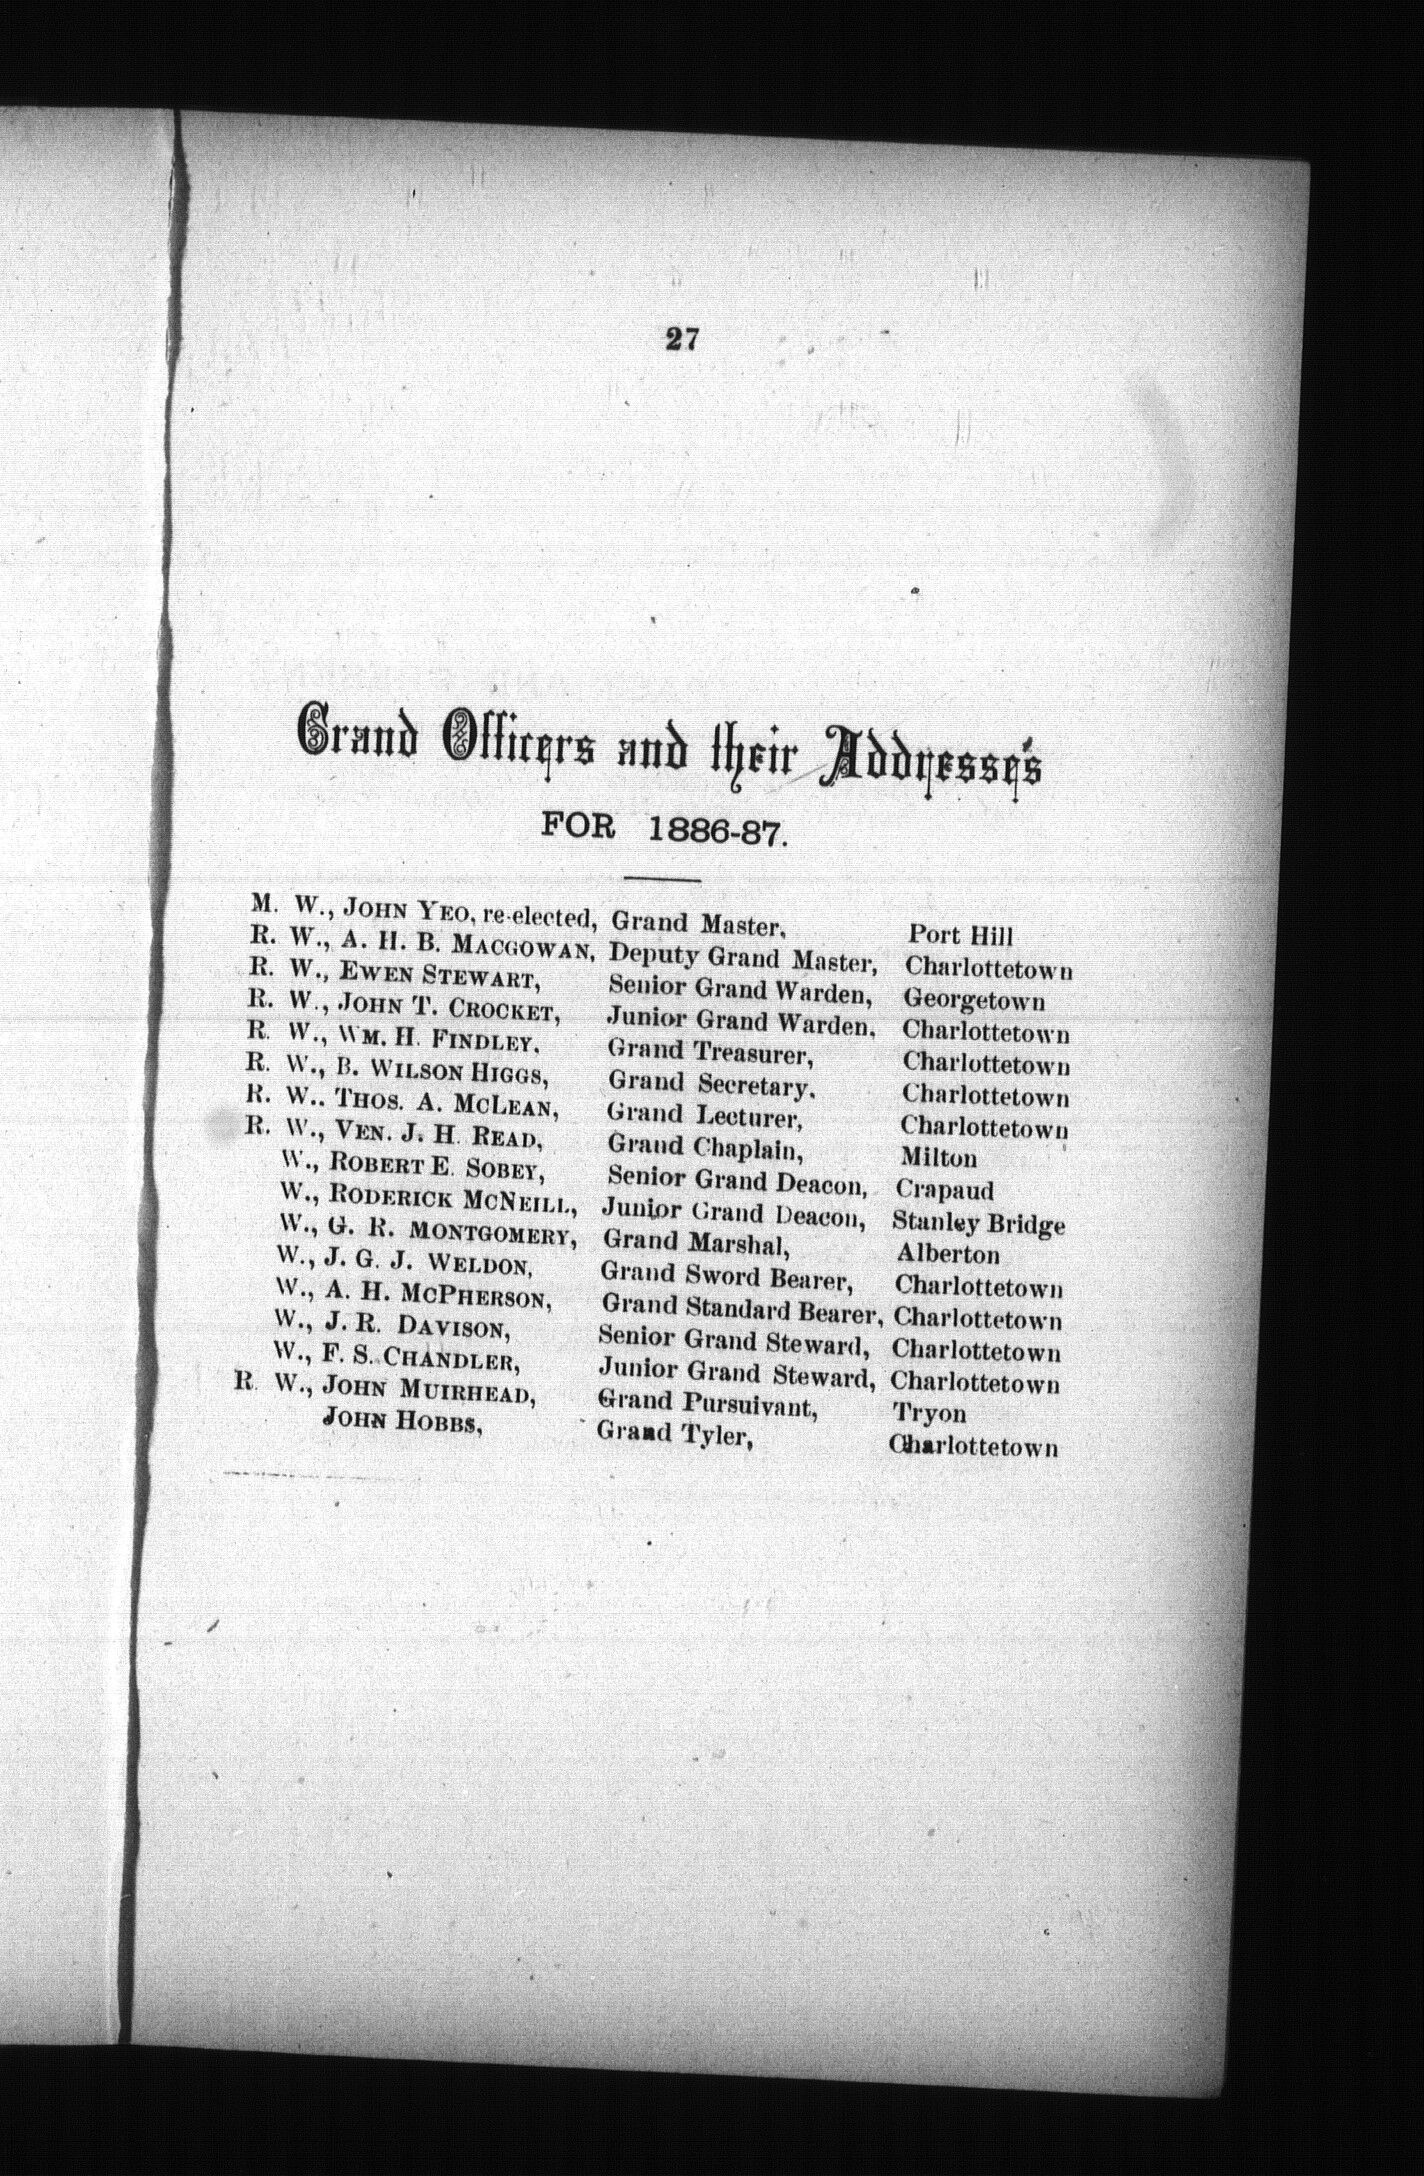 27
Grand Officers and their Addresses
FOR 1886-87.
M. W., JOHN YEO, re-elected, Grand Master, Port Hill
R. W., A. H. B. MACGOWAN, Deputy Grand Master, Charlottetown
R. W., EWEN STEWART, Senior Grand Warden, Georgetown
R. W., JOHN T. CROCKET, Junior Grand Warden, Charlottetown
R. W., WM. H. FINDLEY, Grand Treasurer, Charlottetown
R. W., B. WILSON HIGGS, Grand Secretary, Charlottetown
R. W., THOS. A. MCLEAN, Grand Lecturer, Charlottetown
R. W., VEN. J. H. READ, Grand Chaplain, Milton
W., ROBERT E. SOBEY, Senior Grand Deacon, Crapaud
W., RODERICK MCNEILL, Junior Grand Deacon, Stanley Bridge
W., G. R. MONTGOMERY, Grand Marshal, Alberton
W., J. G. J. WELDON, Grand Sword Bearer, Charlottetown
W., A. H. MCPHERSON, Grand Standard Bearer, Charlottetown
W., J. R. DAVISON, Senior Grand Steward, Charlottetown
W., F. S. CHANDLER, Junior Grand Steward, Charlottetown
R. W., JOHN MUIRHEAD, Grand Pursuivant, Tryon
JOHN HOBBS, Grand Tyler, Charlottetown